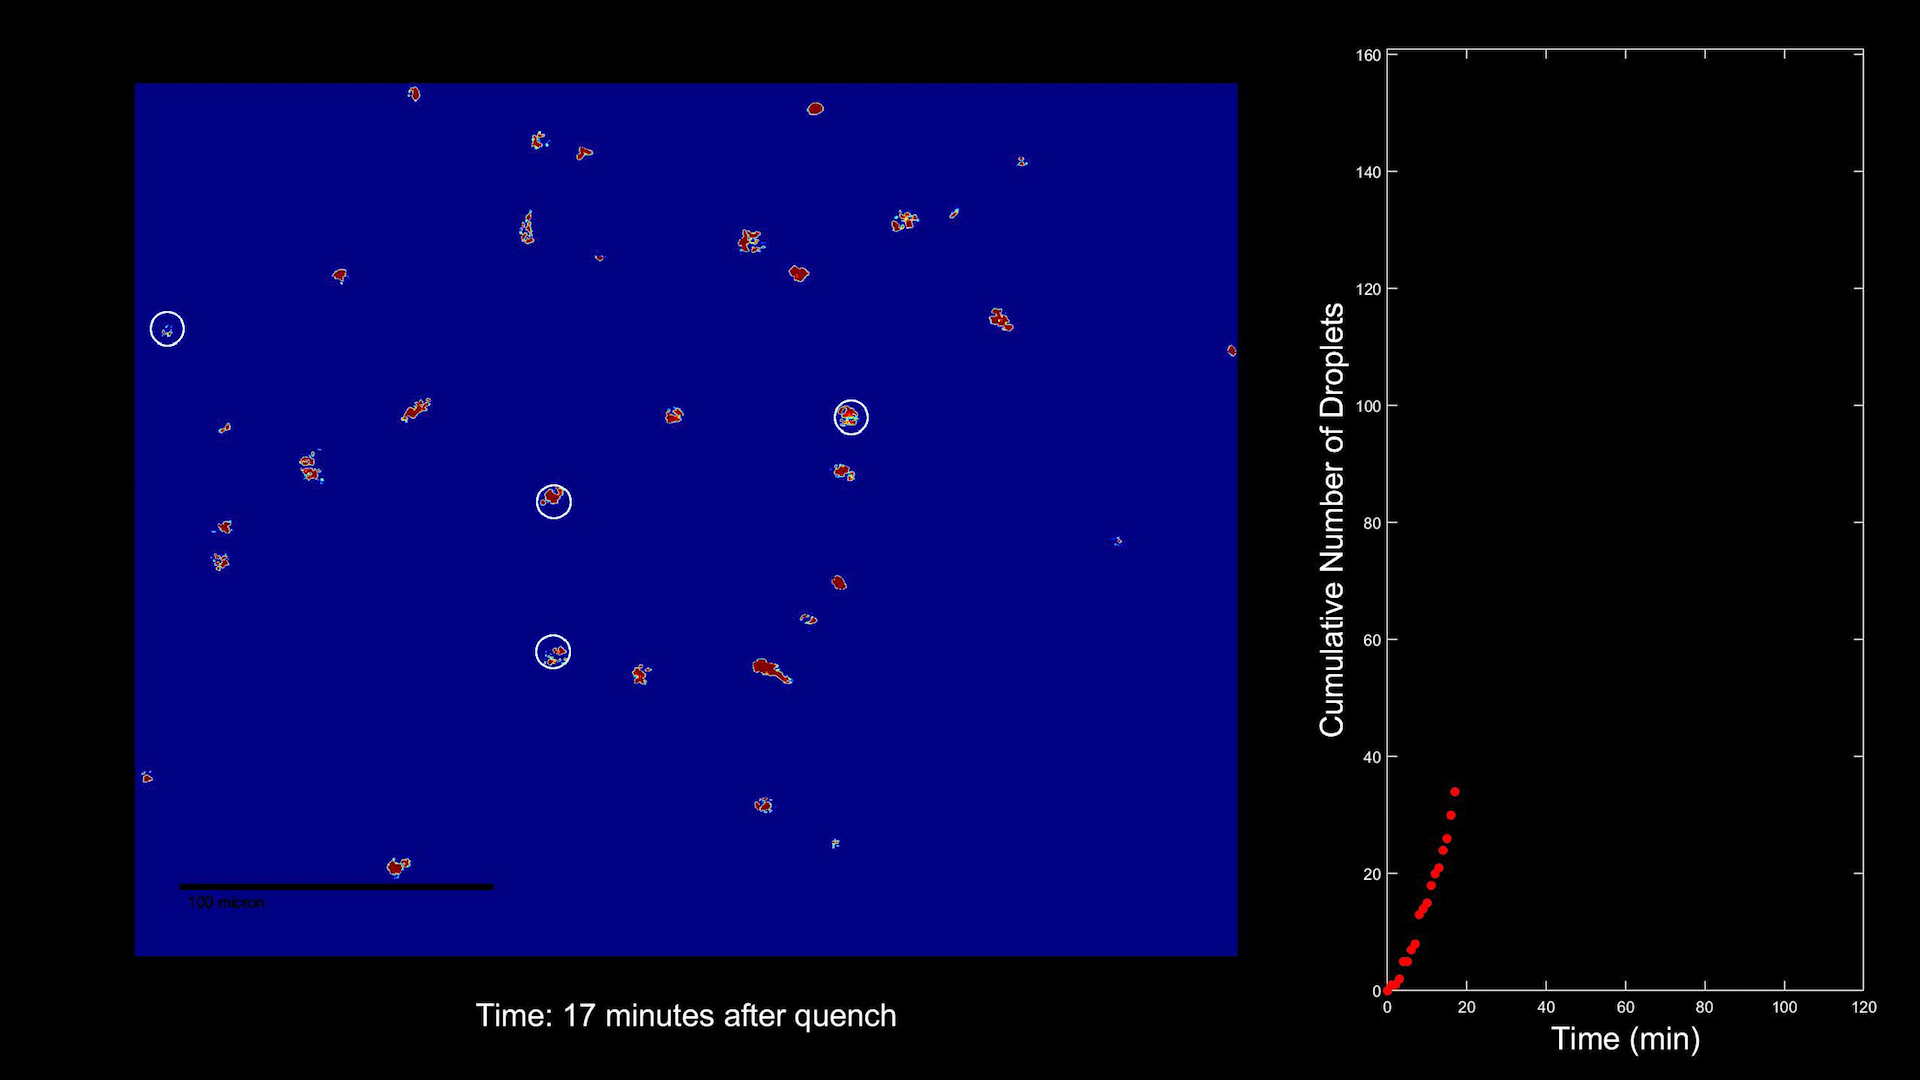 100 micron
Time: 17 minutes after quench
Cumulative Number of Droplets
160
140
120
100
80
60
40
20
0
0 20 40 60 80 100 120
Time (min)